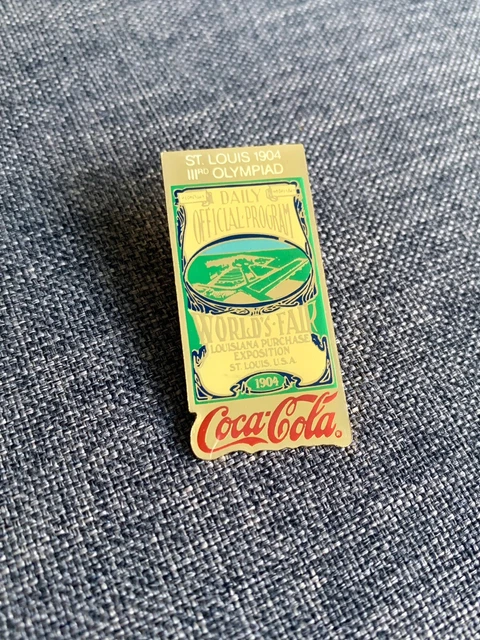 ST. LOUIS 1904
IIIRD OLYMPIAD
DAILY
OFFICIAL·PROGRAM
WORLD'S·FAIR
LOUISIANA PURCHASE
EXPOSITION
ST. LOUIS, U.S.A.
1904
Coca-Cola